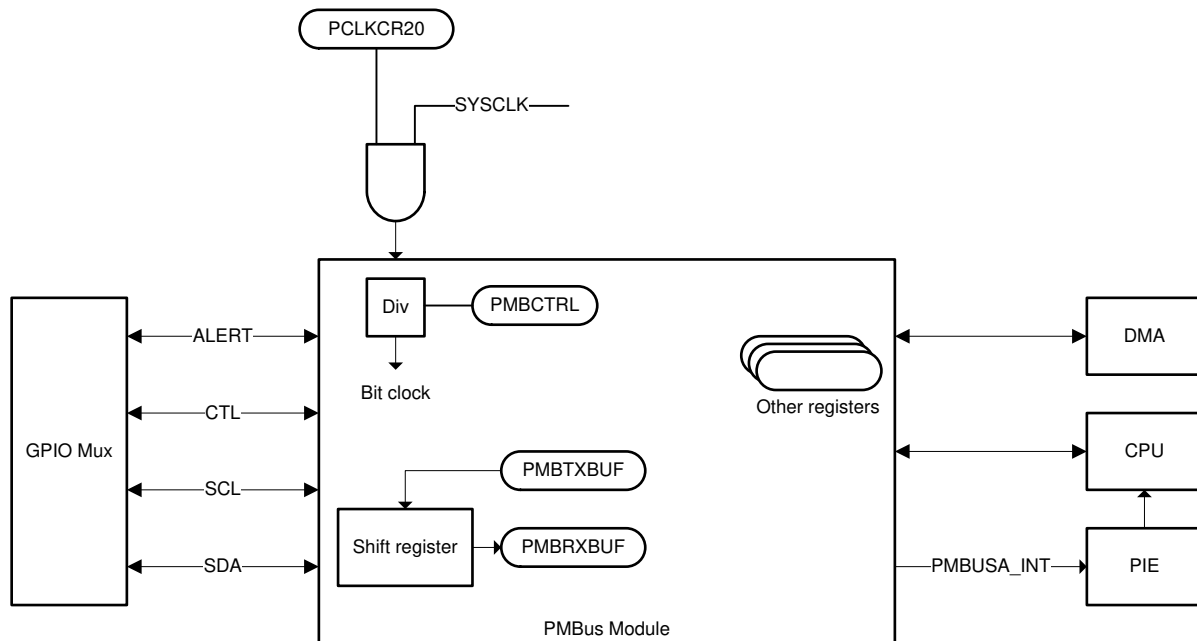 PCLKCR20
SYSCLK
Div
PMBCTRL
ALERT
DMA
Bit clock
Other registers
CTL
GPIO Mux
CPU
PMBTXBUF
SCL
Shift register
PMBRXBUF
SDA
PMBUSA_INT
PIE
PMBus Module